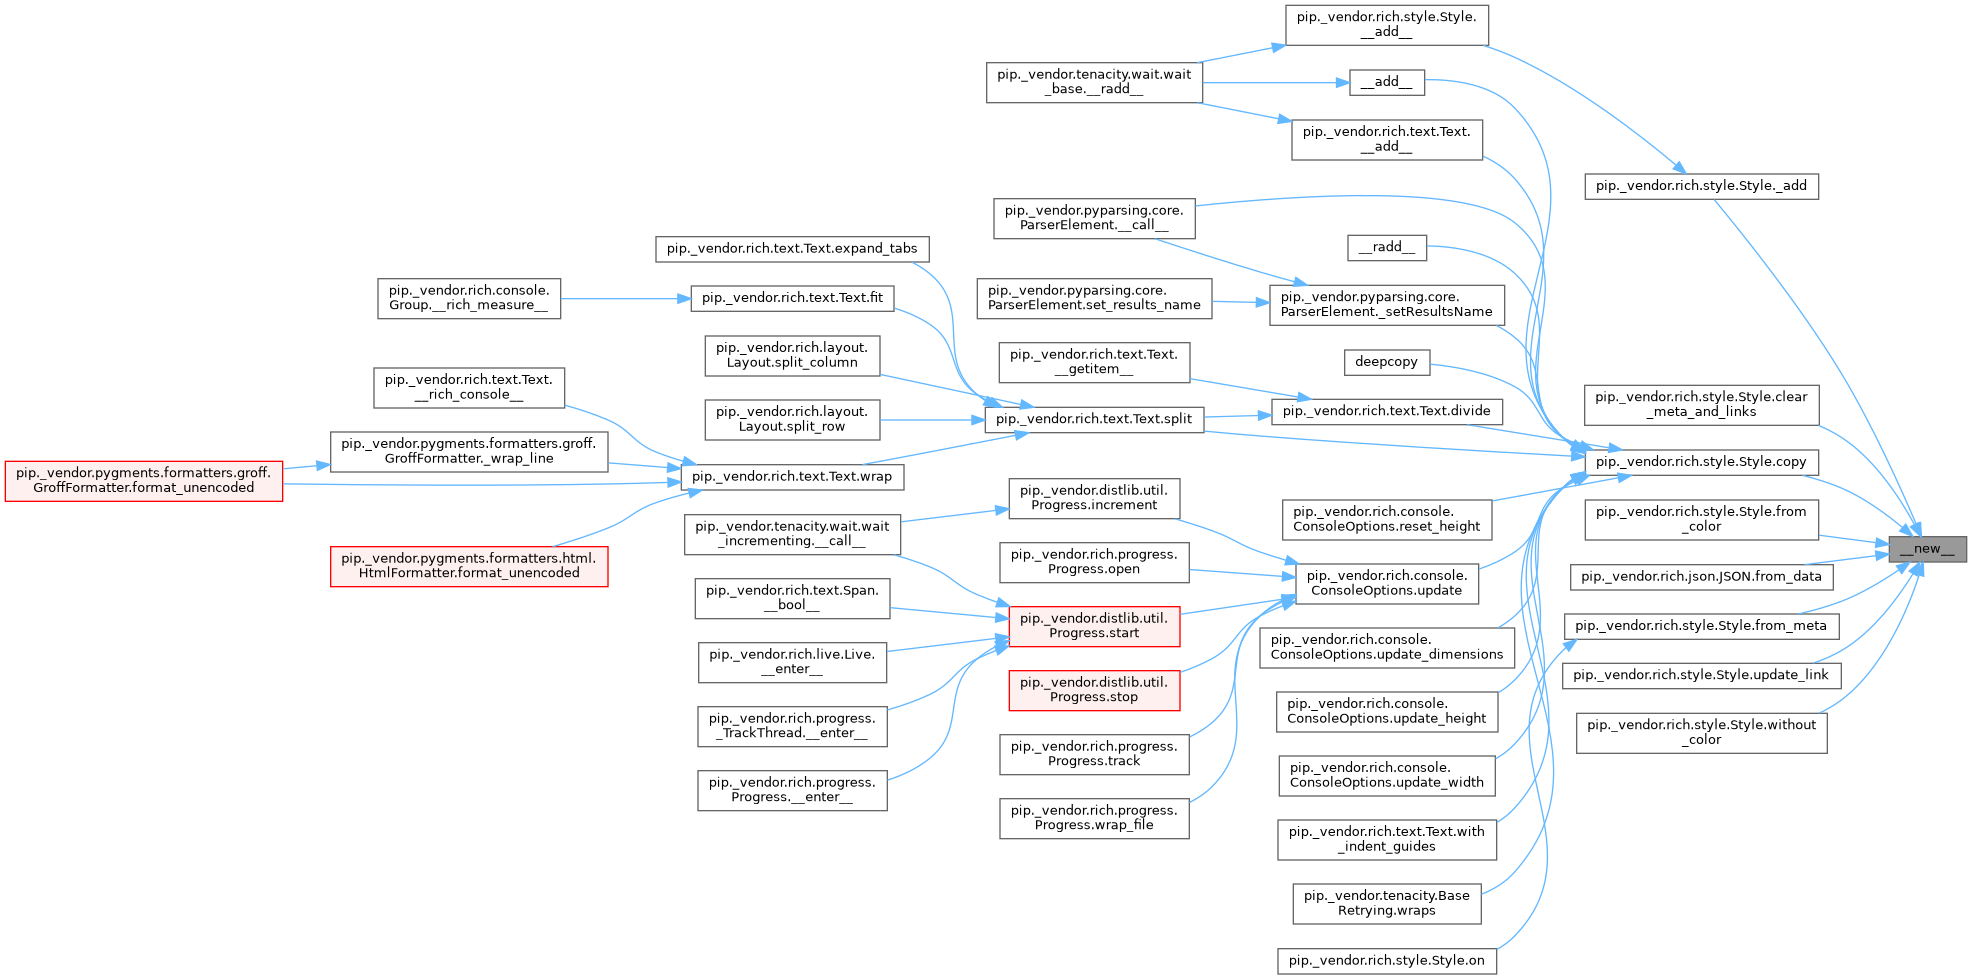 pip._vendor.rich.style.Style.
__add__
pip._vendor.tenacity.wait.wait
_base.__radd__
__add__
pip._vendor.rich.text.Text.
__add__
pip._vendor.rich.style.Style._add
pip._vendor.pyparsing.core.
ParserElement.__call__
__radd__
pip._vendor.rich.text.Text.expand_tabs
pip._vendor.rich.console.
Group.__rich_measure__
pip._vendor.rich.text.Text.fit
pip._vendor.pyparsing.core.
ParserElement.set_results_name
pip._vendor.pyparsing.core.
ParserElement._setResultsName
pip._vendor.rich.layout.
Layout.split_column
pip._vendor.rich.text.Text.
__getitem__
deepcopy
pip._vendor.rich.text.Text.
__rich_console__
pip._vendor.rich.layout.
Layout.split_row
pip._vendor.rich.text.Text.split
pip._vendor.rich.text.Text.divide
pip._vendor.rich.style.Style.clear
_meta_and_links
pip._vendor.pygments.formatters.groff.
GroffFormatter._wrap_line
pip._vendor.pygments.formatters.groff.
GroffFormatter.format_unencoded
pip._vendor.rich.text.Text.wrap
pip._vendor.rich.style.Style.copy
pip._vendor.distlib.util.
Progress.increment
pip._vendor.rich.console.
ConsoleOptions.reset_height
pip._vendor.rich.style.Style.from
_color
pip._vendor.tenacity.wait.wait
_incrementing.__call__
__new__
pip._vendor.pygments.formatters.html.
HtmlFormatter.format_unencoded
pip._vendor.rich.progress.
Progress.open
pip._vendor.rich.console.
ConsoleOptions.update
pip._vendor.rich.json.JSON.from_data
pip._vendor.rich.text.Span.
__bool__
pip._vendor.distlib.util.
Progress.start
pip._vendor.rich.style.Style.from_meta
pip._vendor.rich.live.Live.
__enter__
pip._vendor.rich.console.
ConsoleOptions.update_dimensions
pip._vendor.rich.style.Style.update_link
pip._vendor.distlib.util.
Progress.stop
pip._vendor.rich.progress.
_TrackThread.__enter__
pip._vendor.rich.console.
ConsoleOptions.update_height
pip._vendor.rich.style.Style.without
_color
pip._vendor.rich.progress.
Progress.track
pip._vendor.rich.progress.
Progress.__enter__
pip._vendor.rich.console.
ConsoleOptions.update_width
pip._vendor.rich.progress.
Progress.wrap_file
pip._vendor.rich.text.Text.with
_indent_guides
pip._vendor.tenacity.Base
Retrying.wraps
pip._vendor.rich.style.Style.on